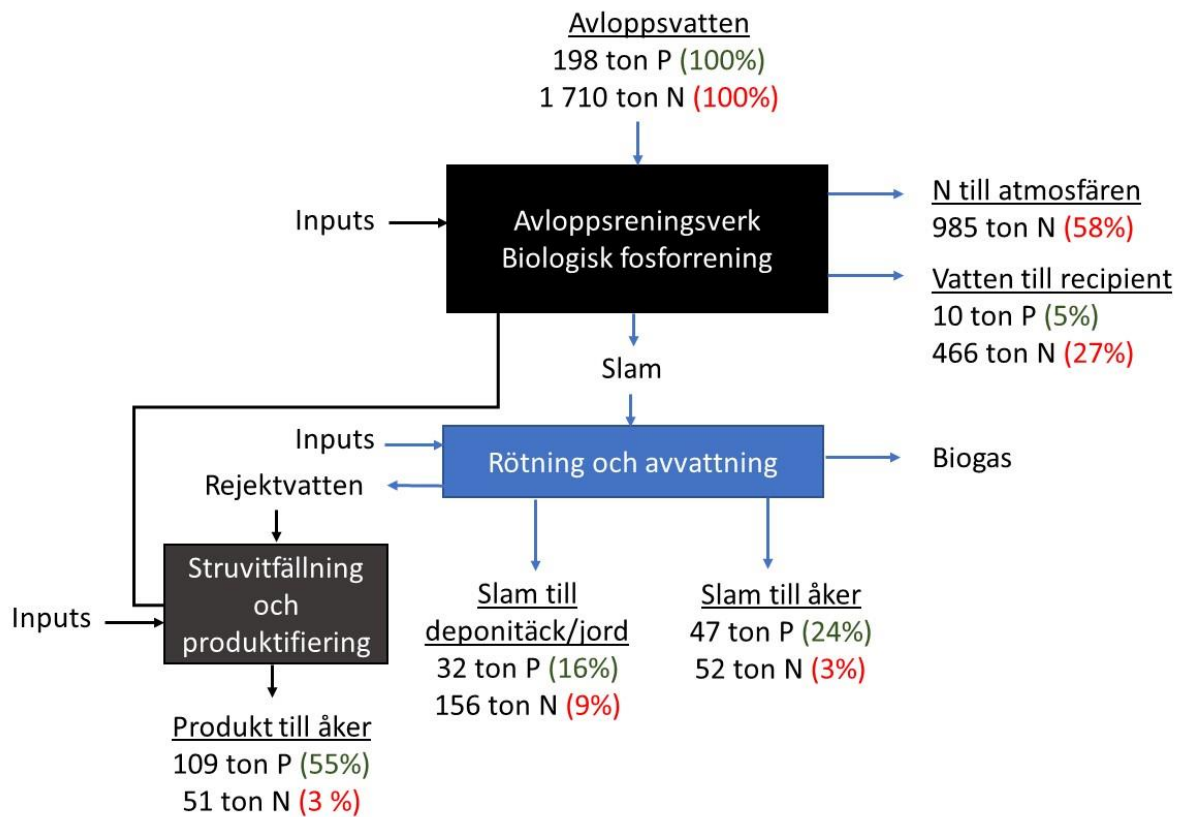 Avloppsvatten
198 ton P (100%)
1 710 ton N (100%)
Inputs
Avloppsreningsverk
Biologisk fosforrening
N till atmosfären
985 ton N (58%)
Vatten till recipient
10 ton P (5%)
466 ton N (27%)
Slam
Inputs
Rötning och avvattning
Biogas
Rejektvatten
Inputs
Struvitfällning
och
produktifiering
Slam till
deponitäck/jord
32 ton P (16%)
156 ton N (9%)
Slam till åker
47 ton P (24%)
52 ton N (3%)
Produkt till åker
109 ton P (55%)
51 ton N (3 %)